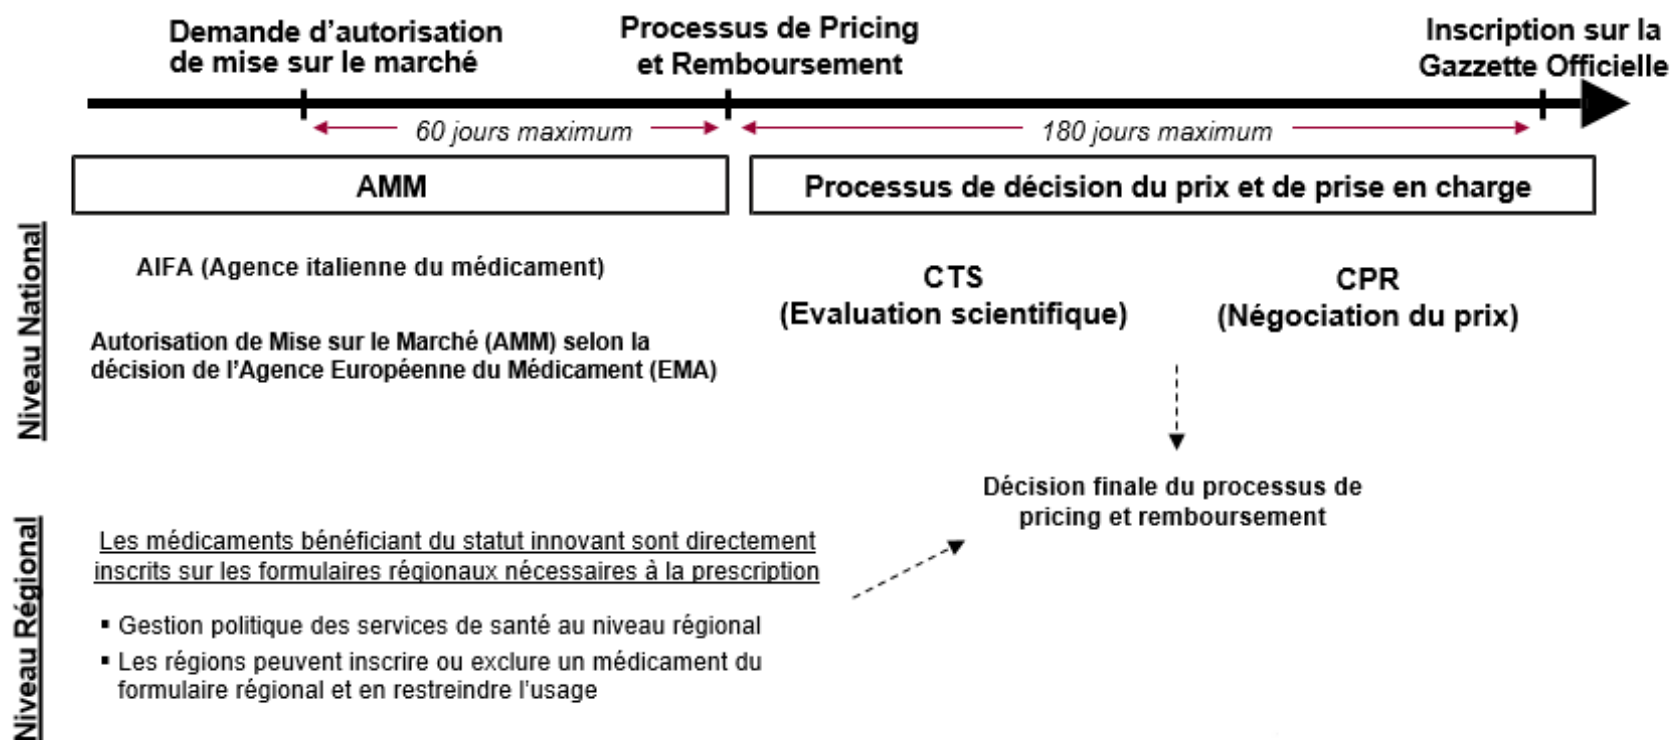 Demande d'autorisation
de mise sur le marché
Processus de Pricing
et Remboursement
Inscription sur la
Gazzette Officielle
60 jours maximum
180 jours maximum
AMM
Processus de décision du prix et de prise en charge
Niveau National
AIFA (Agence italienne du médicament)
Autorisation de Mise sur le Marché (AMM) selon la
décision de l'Agence Européenne du Médicament (EMA)
CTS
(Evaluation scientifique)
CPR
(Négociation du prix)
Décision finale du processus de
pricing et remboursement
Niveau Régional
Les médicaments bénéficiant du statut innovant sont directement
inscrits sur les formulaires régionaux nécessaires à la prescription
▪ Gestion politique des services de santé au niveau régional
▪ Les régions peuvent inscrire ou exclure un médicament du
formulaire régional et en restreindre l'usage